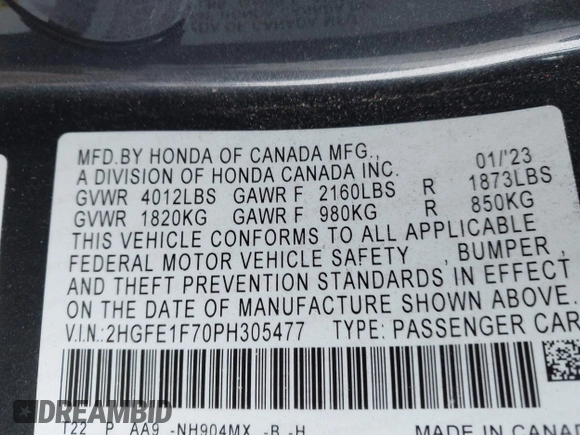 MFD.BY HONDA OF CANADA MFG., 01/'23
A DIVISION OF HONDA CANADA INC.
GVWR 4012LBS GAWR F 2160LBS R 1873LBS
GVWR 1820KG GAWR F 980KG R 850KG
THIS VEHICLE CONFORMS TO ALL APPLICABLE
FEDERAL MOTOR VEHICLE SAFETY , BUMPER ,
AND THEFT PREVENTION STANDARDS IN EFFECT
ON THE DATE OF MANUFACTURE SHOWN ABOVE.
V.I.N.:2HGFE1F70PH305477 TYPE: PASSENGER CAR
T22 P AA9 -NH904MX -B -H MADE IN CANA
DREAMBID